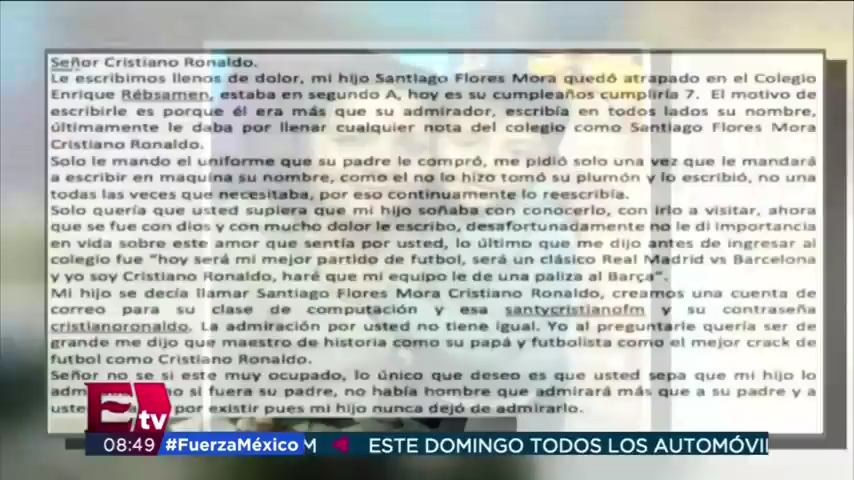 Señor Cristiano Ronaldo.
Le escribimos llenos de dolor, mi hijo Santiago Flores Mora quedó atrapado en el Colegio
Enrique Rébsamen, estaba en segundo A, hoy es su cumpleaños cumpliría 7. El motivo de
escribirle es porque él era más que su admirador, escribía en todos lados su nombre,
últimamente le daba por llenar cualquier nota del colegio como Santiago Flores Mora
Cristiano Ronaldo.
Solo le mando el uniforme que su padre le compró, me pidió solo una vez que le mandará
a escribir en maquina su nombre, como el no lo hizo tomó su plumón y lo escribió, no una
todas las veces que necesitaba, por eso continuamente lo reescribía.
Solo quería que usted supiera que mi hijo soñaba con conocerlo, con irlo a visitar, ahora
que se fue con dios y con mucho dolor le escribo, desafortunadamente no le di importancia
en vida sobre este amor que sentía por usted, lo último que me dijo antes de ingresar al
colegio fue "hoy será mi mejor partido de futbol, será un clásico Real Madrid vs Barcelona
y yo soy Cristiano Ronaldo, haré que mi equipo le de una paliza al Barça".
Mi hijo se decía llamar Santiago Flores Mora Cristiano Ronaldo, creamos una cuenta de
correo para su clase de computación y esa santycristianofm y su contraseña
cristianoronaldo. La admiración por usted no tiene igual. Yo al preguntarle quería ser de
grande me dijo que maestro de historia como su papá y futbolista como el mejor crack de
futbol como Cristiano Ronaldo.
Señor no se si este muy ocupado, lo único que deseo es que usted sepa que mi hijo lo
si fuera su padre, no había hombre que admirará más que a su padre y a
por existir pues mi hijo nunca dejó de admirarlo.
Etv
08:49 #FuerzaMéxico M ESTE DOMINGO TODOS LOS AUTOMÓVIL